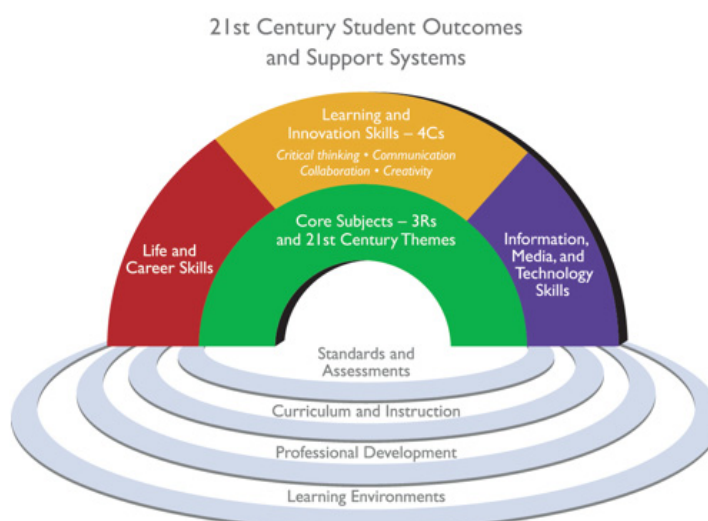 21st Century Student Outcomes
and Support Systems
Learning and
Innovation Skills – 4Cs
Critical thinking • Communication
Collaboration • Creativity
Core Subjects – 3Rs
and 21st Century Themes
Life and
Career Skills
Information,
Media, and
Technology
Skills
Standards and
Assessments
Curriculum and Instruction
Professional Development
Learning Environments